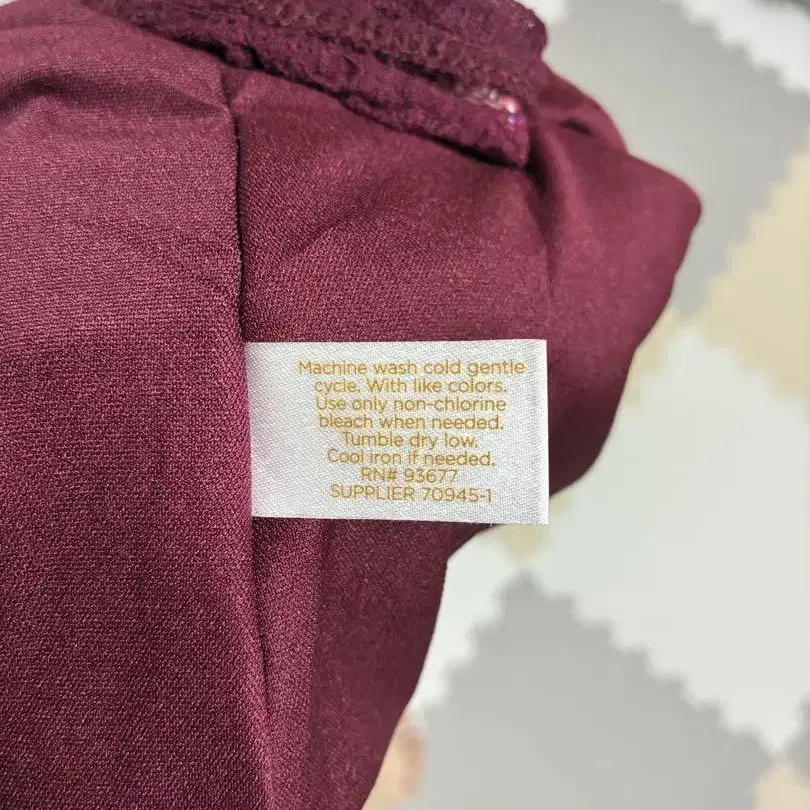 Machine wash cold gentle
cycle. With like colors.
Use only non-chlorine
bleach when needed.
Tumble dry low.
Cool iron if needed.
RN# 93677
SUPPLIER 70945-1